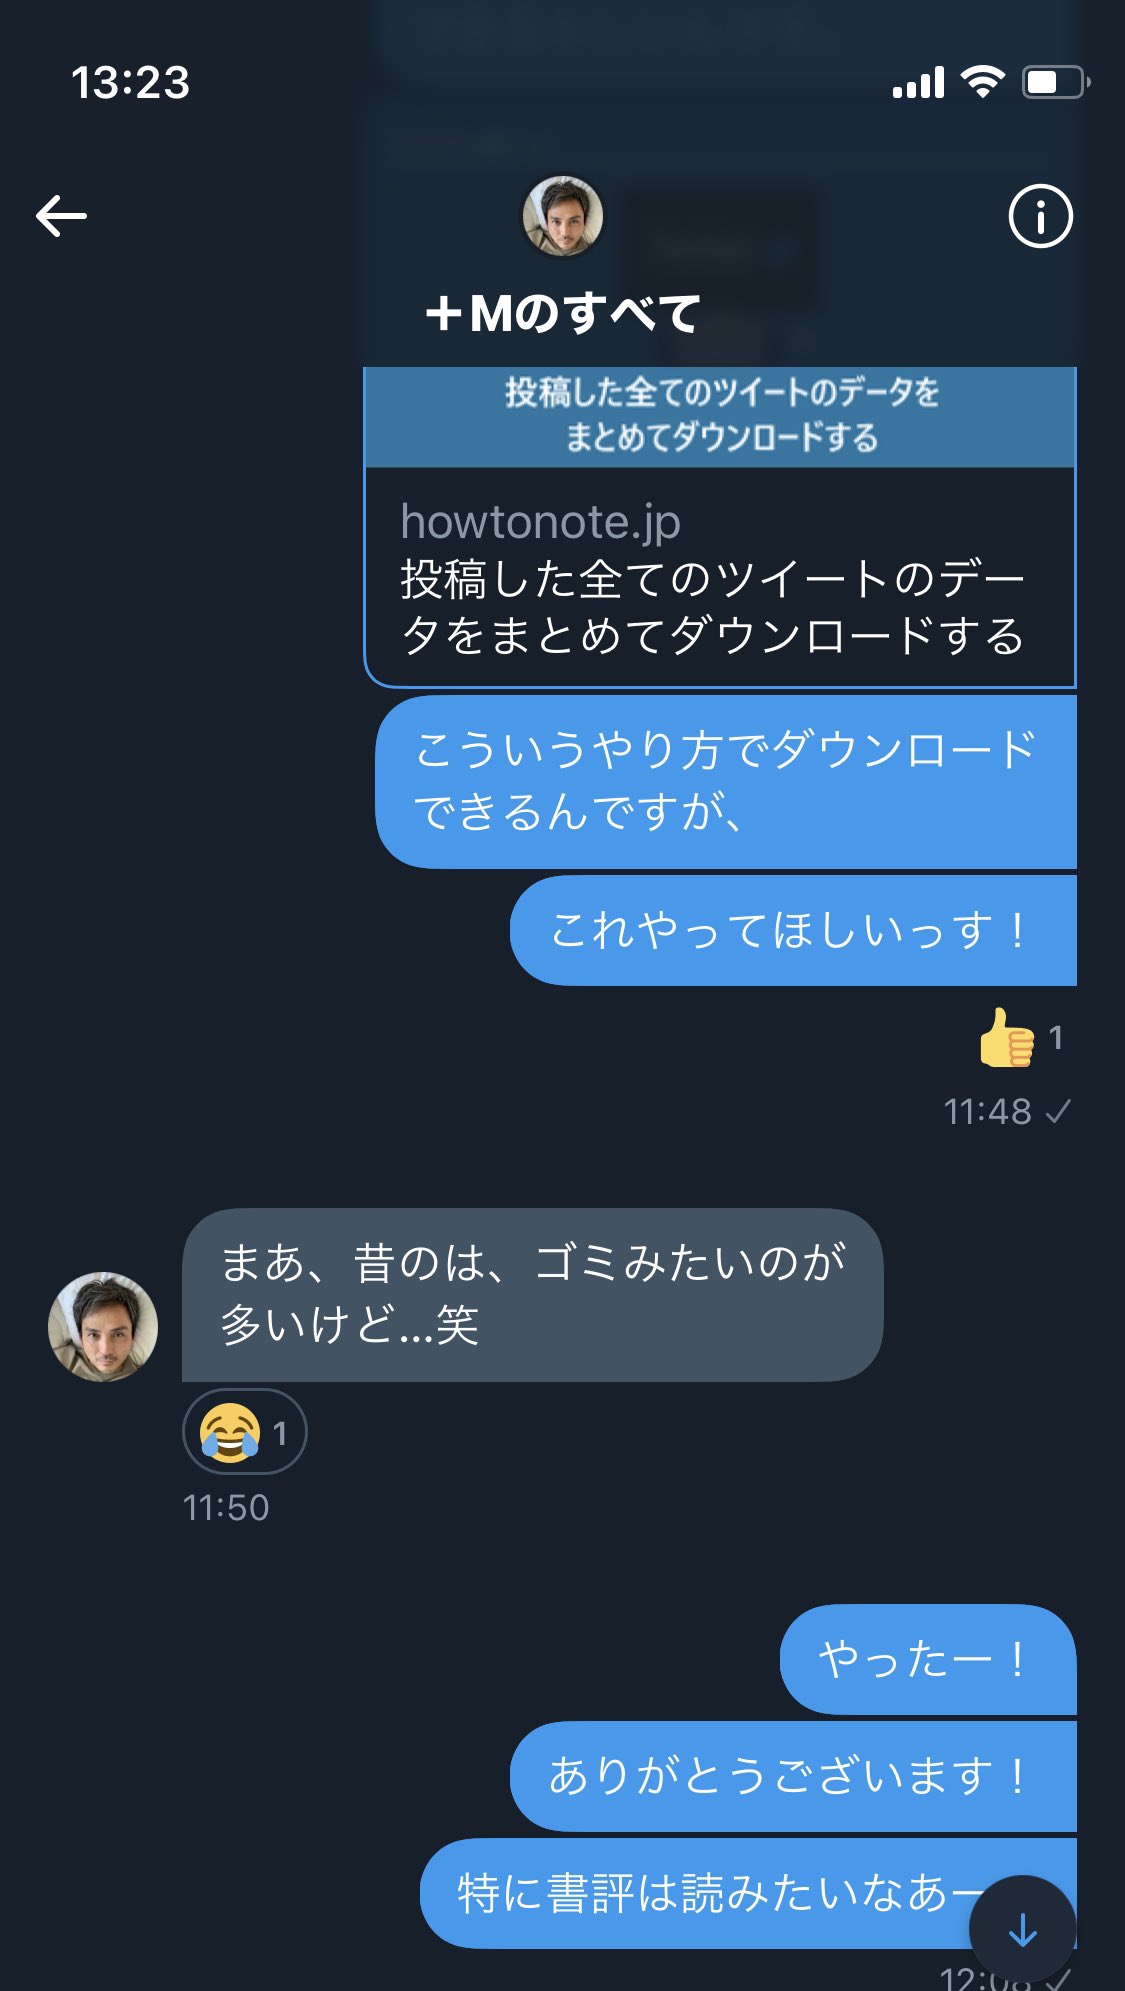 13:23
+Mのすべて
投稿した全てのツイートのデータを
まとめてダウンロードする
howtonote.jp
投稿した全てのツイートのデー
タをまとめてダウンロードする
こういうやり方でダウンロード
できるんですが、
これやってほしいっす！
1
11:48
まあ、昔のは、ゴミみたいのが
多いけど...笑
1
11:50
やったー！
ありがとうございます！
特に書評は読みたいなあー